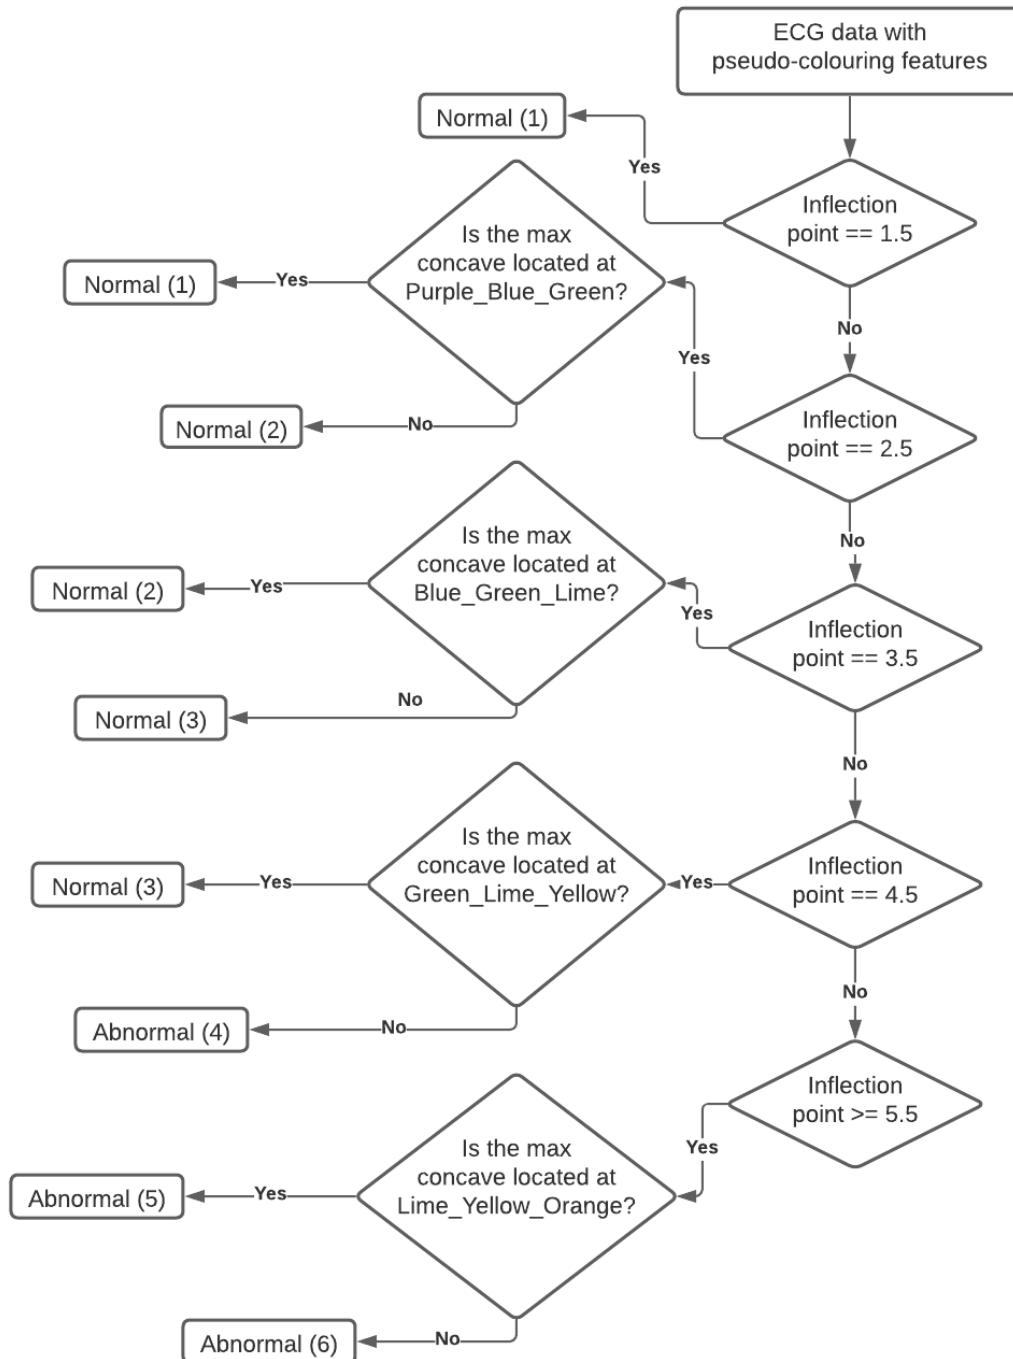 ECG data with
pseudo-colouring features
Normal (1)
Yes
Inflection
point == 1.5
Is the max
concave located at
Purple_Blue_Green?
Yes
Normal (1)
No
Yes
Inflection
point == 2.5
No
Normal (2)
Is the max
concave located at
Blue_Green_Lime?
No
Yes
Normal (2)
Yes
Inflection
point == 3.5
No
Normal (3)
No
Is the max
concave located at
Green_Lime_Yellow?
Yes
Normal (3)
Yes
Inflection
point == 4.5
No
No
Abnormal (4)
Inflection
point >= 5.5
Yes
Is the max
concave located at
Lime_Yellow_Orange?
Yes
Abnormal (5)
No
Abnormal (6)